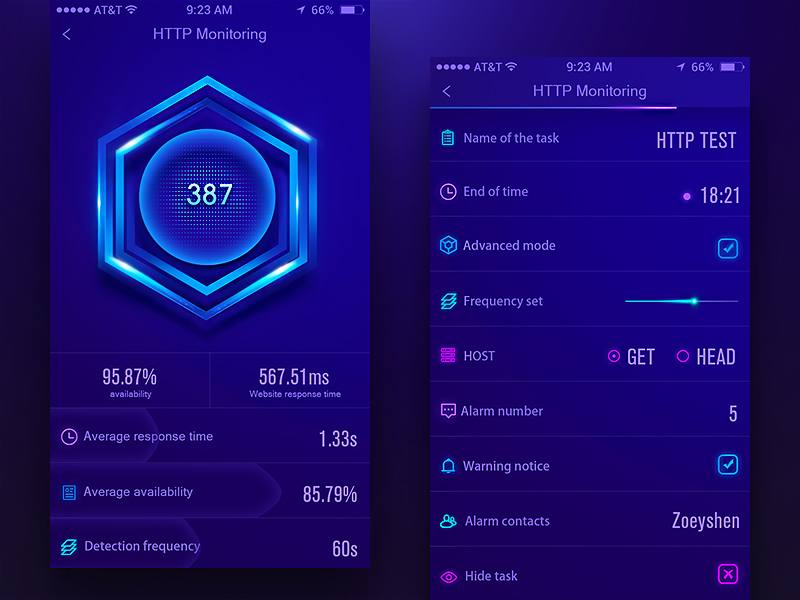 AT&T 9:23 AM 66%
HTTP Monitoring
387
95.87%
availability
567.51ms
Website response time
Average response time 1.33s
Average availability 85.79%
Detection frequency 60s
AT&T 9:23 AM 66%
HTTP Monitoring
Name of the task HTTP TEST
End of time 18:21
Advanced mode
Frequency set
HOST GET HEAD
Alarm number 5
Warning notice
Alarm contacts Zoeyshen
Hide task